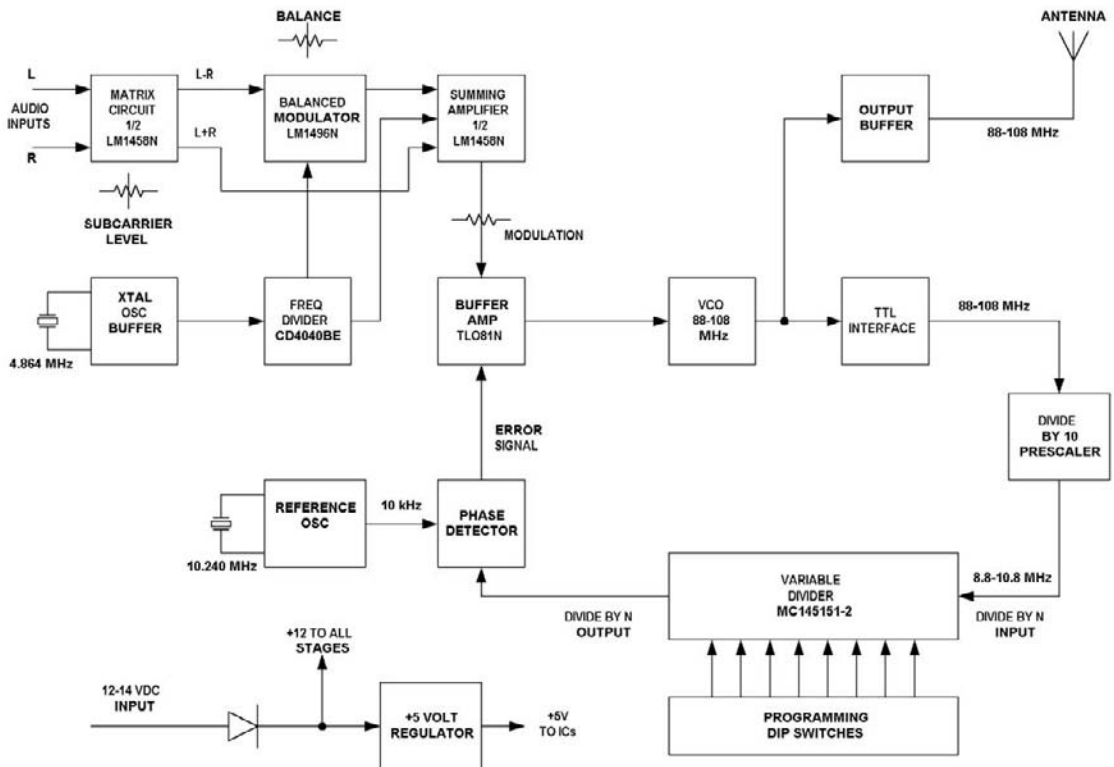 BALANCE
ANTENNA
L
AUDIO
INPUTS
R
MATRIX
CIRCUIT
1/2
LM1458N
L-R
L+R
BALANCED
MODULATOR
LM1496N
SUMMING
AMPLIFIER
1/2
LM1458N
OUTPUT
BUFFER
88-108 MHz
SUBCARRIER
LEVEL
MODULATION
XTAL
OSC
BUFFER
4.864 MHz
FREQ
DIVIDER
CD4040BE
BUFFER
AMP
TLO81N
VCO
88-108
MHz
TTL
INTERFACE
88-108 MHz
DIVIDE
BY 10
PRESCALER
ERROR
SIGNAL
REFERENCE
OSC
10.240 MHz
10 kHz
PHASE
DETECTOR
VARIABLE
DIVIDER
MC145151-2
8.8-10.8 MHz
DIVIDE BY N
INPUT
DIVIDE BY N
OUTPUT
+12 TO ALL
STAGES
12-14 VDC
INPUT
+5 VOLT
REGULATOR
+5V
TO ICs
PROGRAMMING
DIP SWITCHES